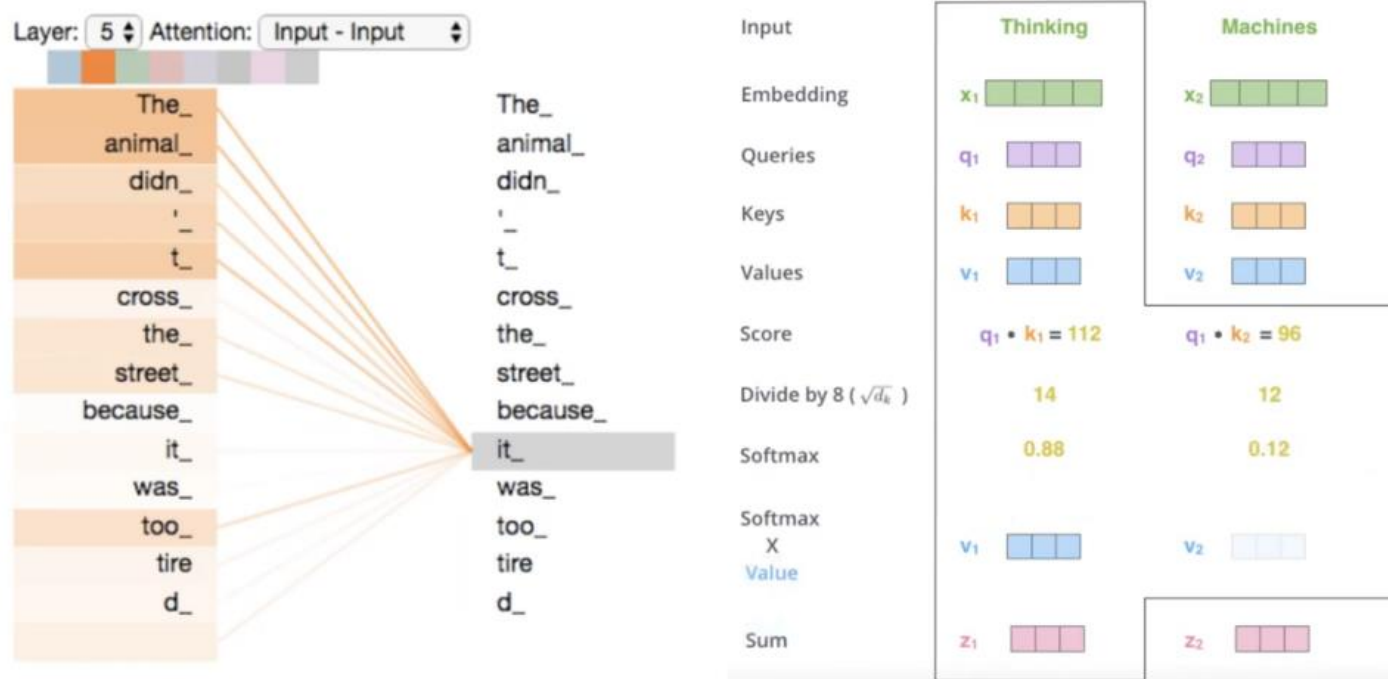 Layer: 5 Attention: Input - Input
The_ The_
animal_ animal_
didn_ didn_
'_ '_
t_ t_
cross_ cross_
the_ the_
street_ street_
because_ because_
it_ it_
was_ was_
too_ too_
tire tire
d_ d_
Input Thinking Machines
Embedding x₁ x₂
Queries q₁ q₂
Keys k₁ k₂
Values v₁ v₂
Score q₁ • k₁ = 112 q₁ • k₂ = 96
Divide by 8 ( √dₖ ) 14 12
Softmax 0.88 0.12
Softmax
X
Value v₁ v₂
Sum z₁ z₂